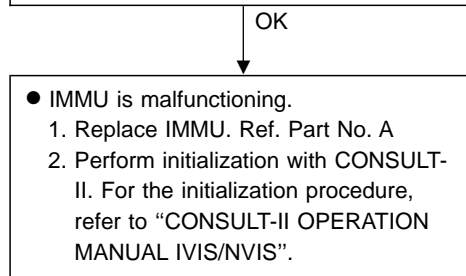 OK
● IMMU is malfunctioning.
1. Replace IMMU. Ref. Part No. A
2. Perform initialization with CONSULT-
II. For the initialization procedure,
refer to “CONSULT-II OPERATION
MANUAL IVIS/NVIS”.